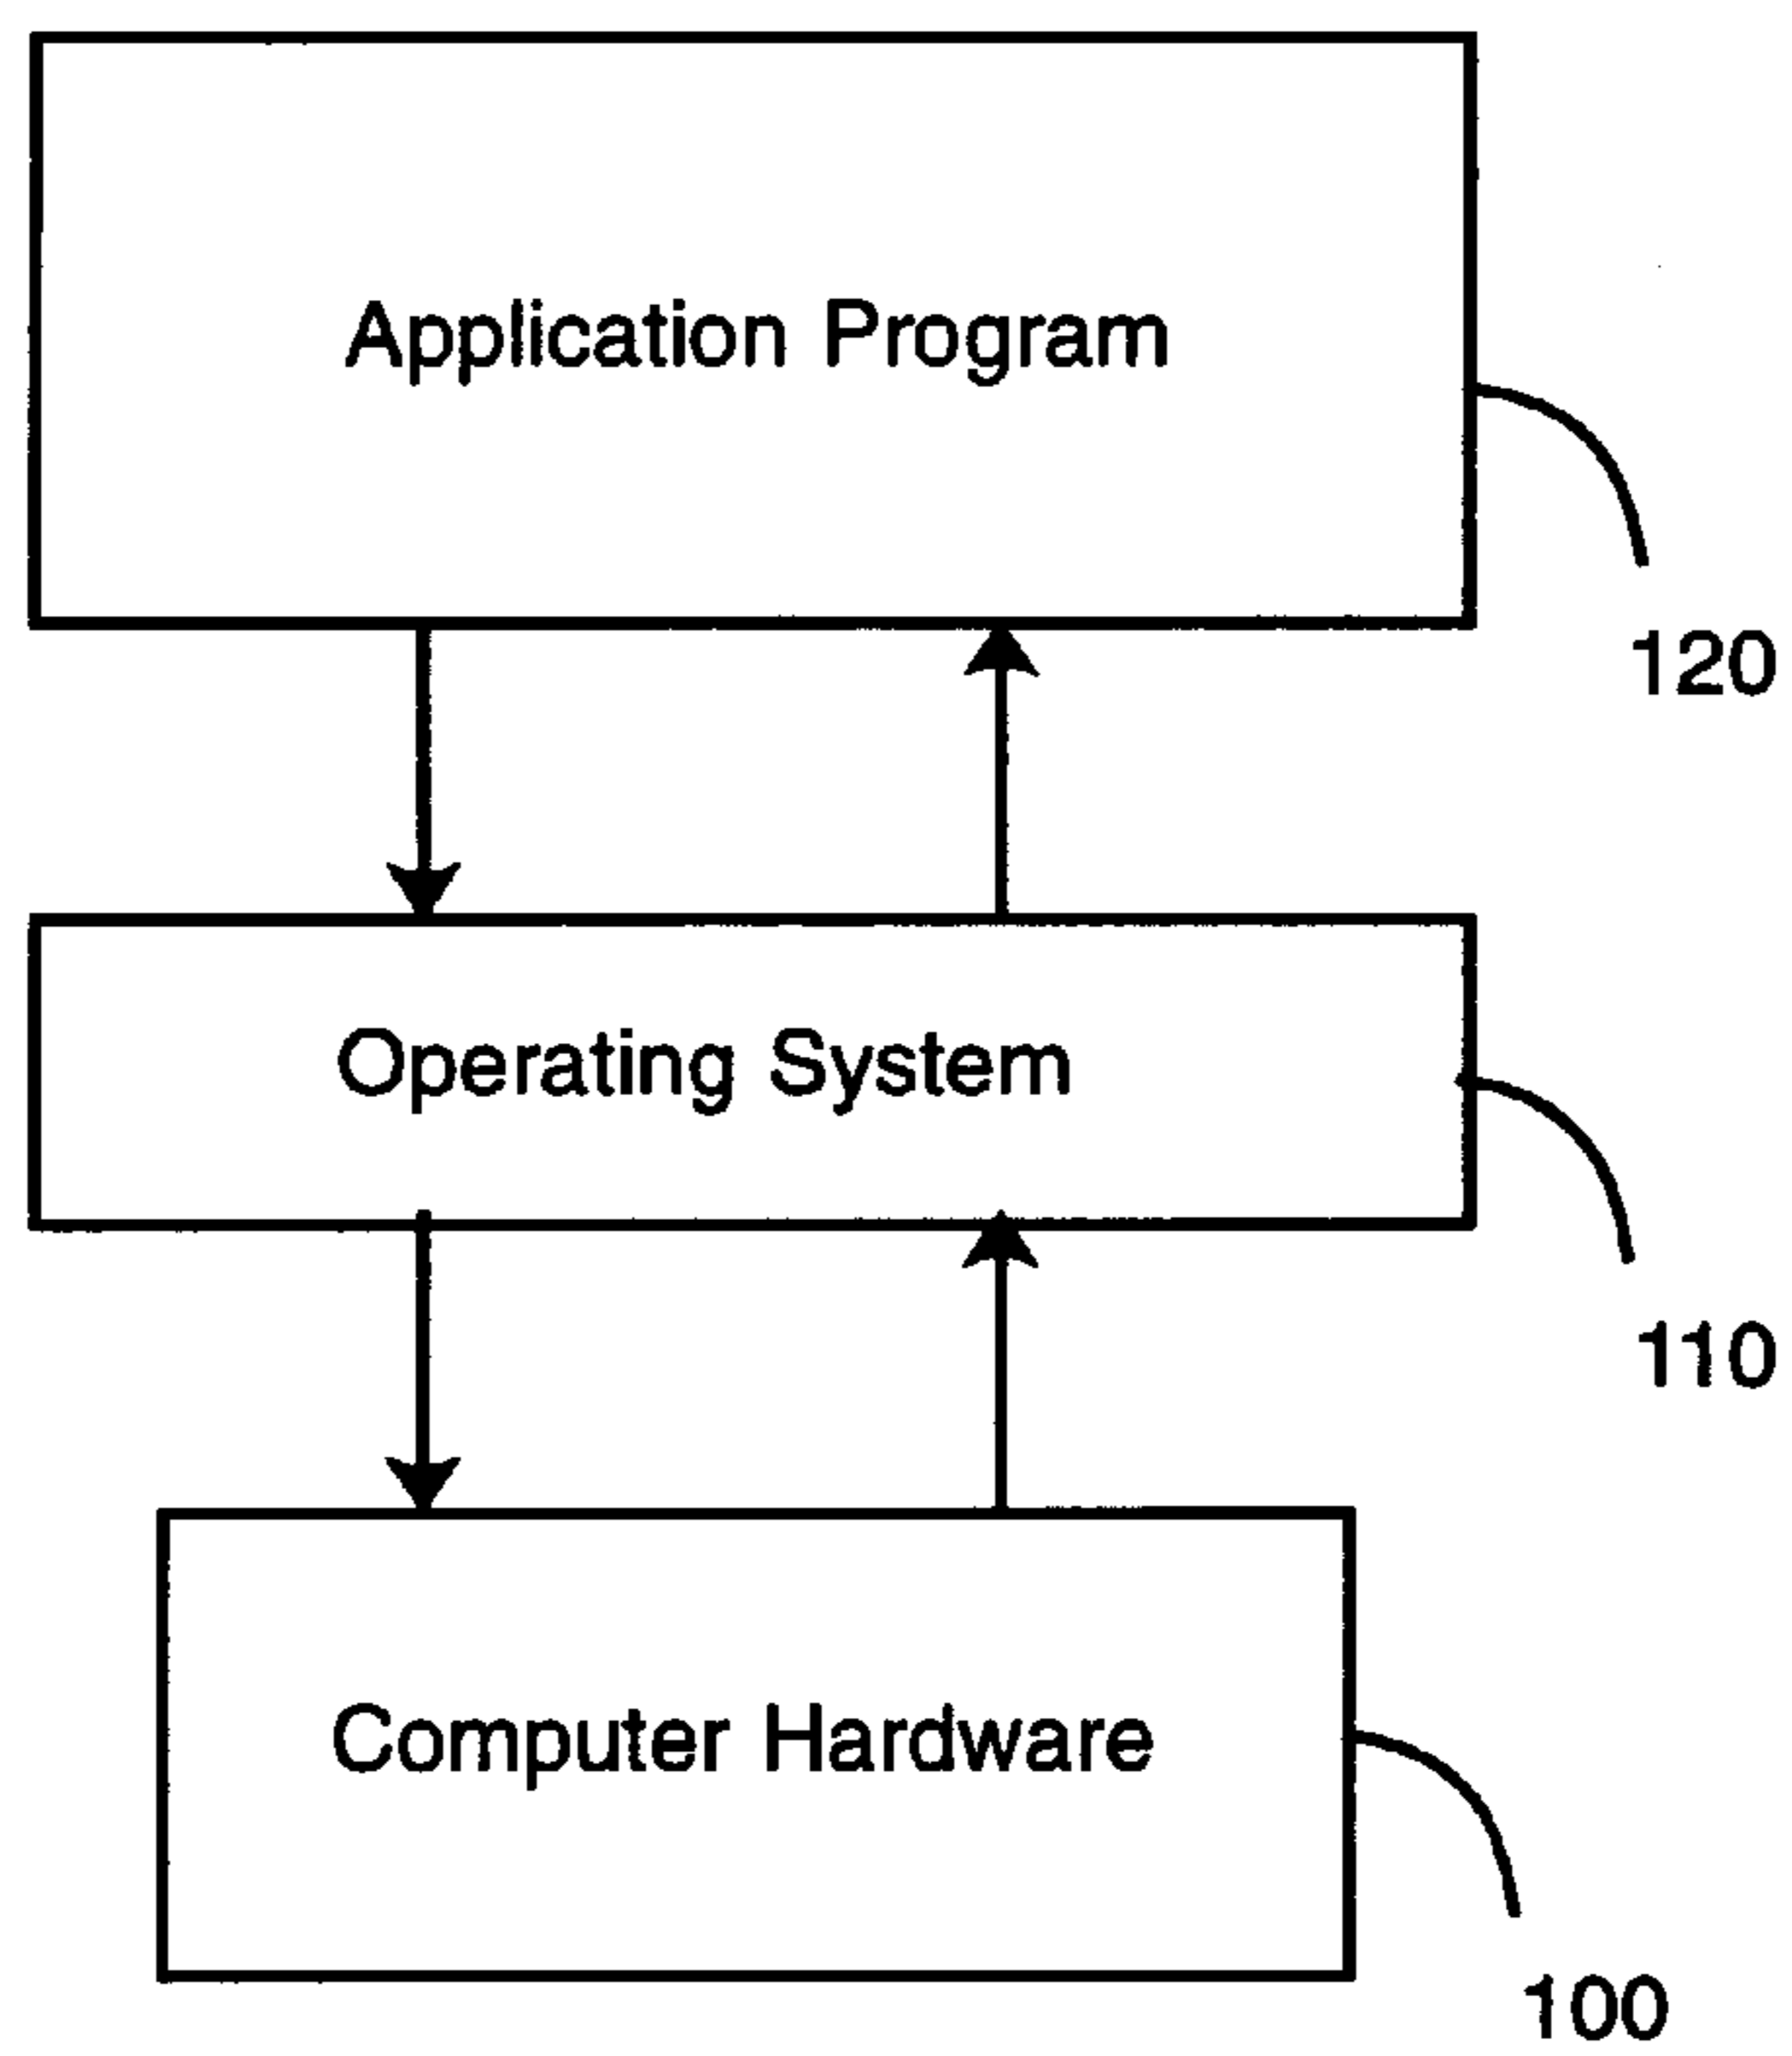 Application Program
120
Operating System
110
Computer Hardware
100